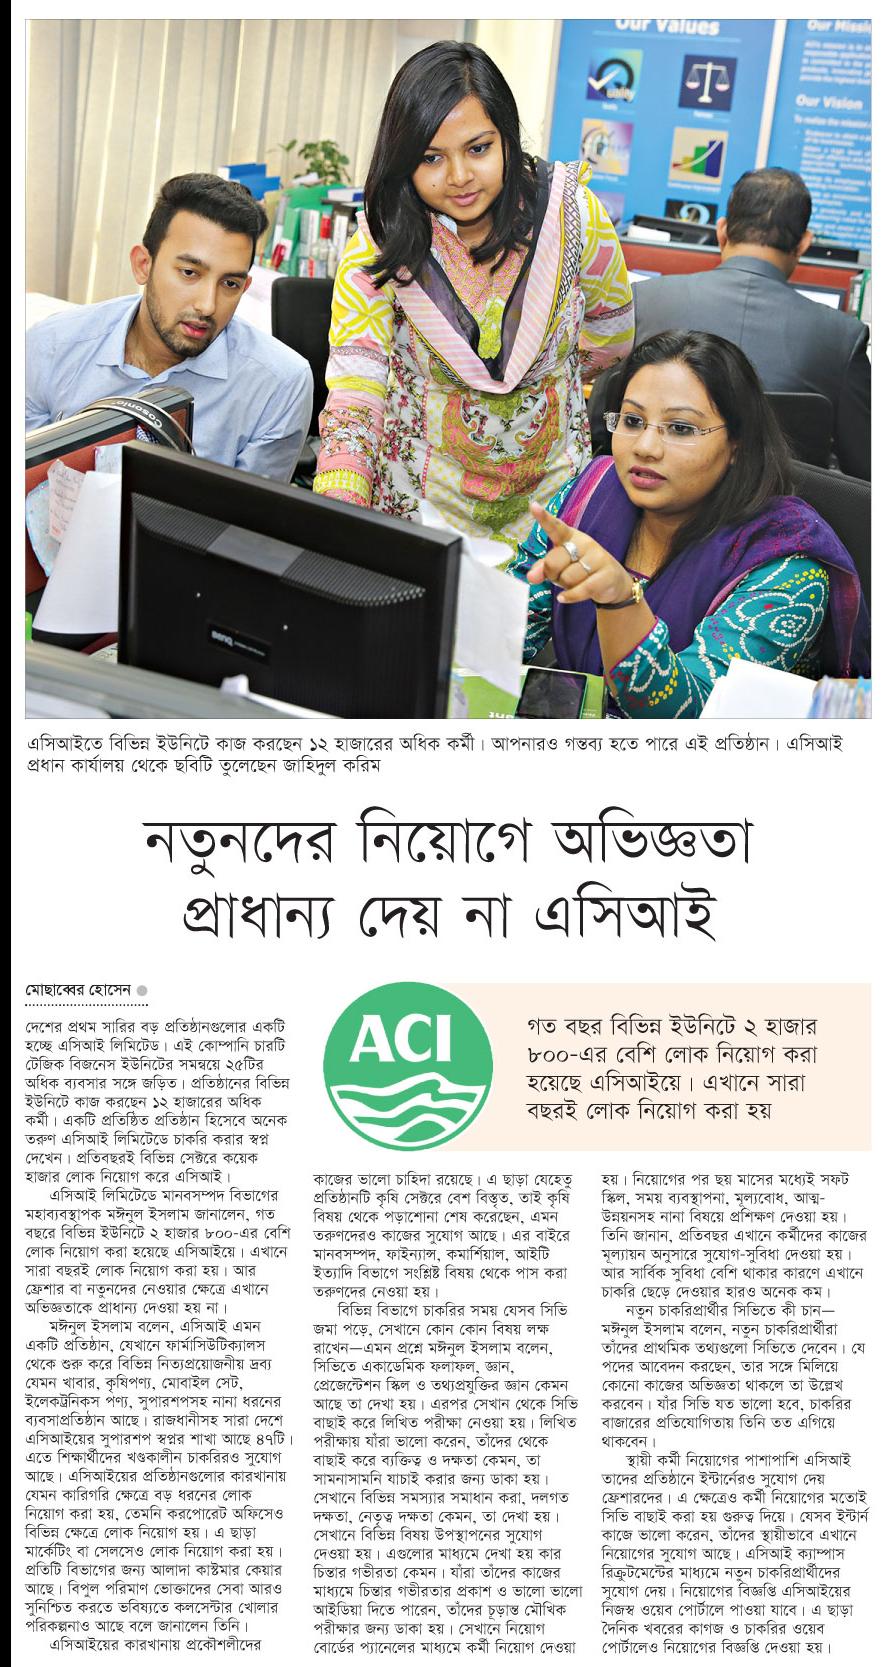 Our Values
Our Mission
Quality
Our Vision
Cosonic
BenQ
এসিআইতে বিভিন্ন ইউনিটে কাজ করছেন ১২ হাজারের অধিক কর্মী। আপনারও গন্তব্য হতে পারে এই প্রতিষ্ঠান। এসিআই
প্রধান কার্যালয় থেকে ছবিটি তুলেছেন জাহিদুল করিম
নতুনদের নিয়োগে অভিজ্ঞতা
প্রাধান্য দেয় না এসিআই
মোছাব্বের হোসেন
ACI
গত বছর বিভিন্ন ইউনিটে ২ হাজার
৮০০-এর বেশি লোক নিয়োগ করা
হয়েছে এসিআইয়ে। এখানে সারা
বছরই লোক নিয়োগ করা হয়
দেশের প্রথম সারির বড় প্রতিষ্ঠানগুলোর একটি
হচ্ছে এসিআই লিমিটেড। এই কোম্পানি চারটি
টেজিক বিজনেস ইউনিটের সমন্বয়ে ২৫টির
অধিক ব্যবসার সঙ্গে জড়িত। প্রতিষ্ঠানের বিভিন্ন
ইউনিটে কাজ করছেন ১২ হাজারের অধিক
কর্মী। একটি প্রতিষ্ঠিত প্রতিষ্ঠান হিসেবে অনেক
তরুণ এসিআই লিমিটেডে চাকরি করার স্বপ্ন
দেখেন। প্রতিবছরই বিভিন্ন সেক্টরে কয়েক
হাজার লোক নিয়োগ করে এসিআই।
এসিআই লিমিটেডে মানবসম্পদ বিভাগের
মহাব্যবস্থাপক মঈনুল ইসলাম জানালেন, গত
বছরে বিভিন্ন ইউনিটে ২ হাজার ৮০০-এর বেশি
লোক নিয়োগ করা হয়েছে এসিআইয়ে। এখানে
সারা বছরই লোক নিয়োগ করা হয়। আর
ফ্রেশার বা নতুনদের নেওয়ার ক্ষেত্রে এখানে
অভিজ্ঞতাকে প্রাধান্য দেওয়া হয় না।
মঈনুল ইসলাম বলেন, এসিআই এমন
একটি প্রতিষ্ঠান, যেখানে ফার্মাসিউটিক্যালস
থেকে শুরু করে বিভিন্ন নিত্যপ্রয়োজনীয় দ্রব্য
যেমন খাবার, কৃষিপণ্য, মোবাইল সেট,
ইলেকট্রনিকস পণ্য, সুপারশপসহ নানা ধরনের
ব্যবসাপ্রতিষ্ঠান আছে। রাজধানীসহ সারা দেশে
এসিআইয়ের সুপারশপ স্বপ্নর শাখা আছে ৪৭টি।
এতে শিক্ষার্থীদের খণ্ডকালীন চাকরিরও সুযোগ
আছে। এসিআইয়ের প্রতিষ্ঠানগুলোর কারখানায়
যেমন কারিগরি ক্ষেত্রে বড় ধরনের লোক
নিয়োগ করা হয়, তেমনি করপোরেট অফিসেও
বিভিন্ন ক্ষেত্রে লোক নিয়োগ হয়। এ ছাড়া
মার্কেটিং বা সেলসেও লোক নিয়োগ করা হয়।
প্রতিটি বিভাগের জন্য আলাদা কাস্টমার কেয়ার
আছে। বিপুল পরিমাণ ভোক্তাদের সেবা আরও
সুনিশ্চিত করতে ভবিষ্যতে কলসেন্টার খোলার
পরিকল্পনাও আছে বলে জানালেন তিনি।
এসিআইয়ের কারখানায় প্রকৌশলীদের
কাজের ভালো চাহিদা রয়েছে। এ ছাড়া যেহেতু
প্রতিষ্ঠানটি কৃষি সেক্টরে বেশ বিস্তৃত, তাই কৃষি
বিষয় থেকে পড়াশোনা শেষ করেছেন, এমন
তরুণদেরও কাজের সুযোগ আছে। এর বাইরে
মানবসম্পদ, ফাইন্যান্স, কমার্শিয়াল, আইটি
ইত্যাদি বিভাগে সংশ্লিষ্ট বিষয় থেকে পাস করা
তরুণদের নেওয়া হয়।
বিভিন্ন বিভাগে চাকরির সময় যেসব সিভি
জমা পড়ে, সেখানে কোন কোন বিষয় লক্ষ
রাখেন—এমন প্রশ্নে মঈনুল ইসলাম বলেন,
সিভিতে একাডেমিক ফলাফল, জ্ঞান,
প্রেজেন্টেশন স্কিল ও তথ্যপ্রযুক্তির জ্ঞান কেমন
আছে তা দেখা হয়। এরপর সেখান থেকে সিভি
বাছাই করে লিখিত পরীক্ষা নেওয়া হয়। লিখিত
পরীক্ষায় যাঁরা ভালো করেন, তাঁদের থেকে
বাছাই করে ব্যক্তিত্ব ও দক্ষতা কেমন, তা
সামনাসামনি যাচাই করার জন্য ডাকা হয়।
সেখানে বিভিন্ন সমস্যার সমাধান করা, দলগত
দক্ষতা, নেতৃত্ব দক্ষতা কেমন, তা দেখা হয়।
সেখানে বিভিন্ন বিষয় উপস্থাপনের সুযোগ
দেওয়া হয়। এগুলোর মাধ্যমে দেখা হয় কার
চিন্তার গভীরতা কেমন। যাঁরা তাঁদের কাজের
মাধ্যমে চিন্তার গভীরতার প্রকাশ ও ভালো ভালো
আইডিয়া দিতে পারেন, তাঁদের চূড়ান্ত মৌখিক
পরীক্ষার জন্য ডাকা হয়। সেখানে নিয়োগ
বোর্ডের প্যানেলের মাধ্যমে কর্মী নিয়োগ দেওয়া
হয়। নিয়োগের পর ছয় মাসের মধ্যেই সফট
স্কিল, সময় ব্যবস্থাপনা, মূল্যবোধ, আত্ম-
উন্নয়নসহ নানা বিষয়ে প্রশিক্ষণ দেওয়া হয়।
তিনি জানান, প্রতিবছর এখানে কর্মীদের কাজের
মূল্যায়ন অনুসারে সুযোগ-সুবিধা দেওয়া হয়।
আর সার্বিক সুবিধা বেশি থাকার কারণে এখানে
চাকরি ছেড়ে দেওয়ার হারও অনেক কম।
নতুন চাকরিপ্রার্থীর সিভিতে কী চান—
মঈনুল ইসলাম বলেন, নতুন চাকরিপ্রার্থীরা
তাঁদের প্রাথমিক তথ্যগুলো সিভিতে দেবেন। যে
পদের আবেদন করছেন, তার সঙ্গে মিলিয়ে
কোনো কাজের অভিজ্ঞতা থাকলে তা উল্লেখ
করবেন। যাঁর সিভি যত ভালো হবে, চাকরির
বাজারের প্রতিযোগিতায় তিনি তত এগিয়ে
থাকবেন।
স্থায়ী কর্মী নিয়োগের পাশাপাশি এসিআই
তাদের প্রতিষ্ঠানে ইন্টার্নেরও সুযোগ দেয়
ফ্রেশারদের। এ ক্ষেত্রেও কর্মী নিয়োগের মতোই
সিভি বাছাই করা হয় গুরুত্ব দিয়ে। যেসব ইন্টার্ন
কাজে ভালো করেন, তাঁদের স্থায়ীভাবে এখানে
নিয়োগের সুযোগ আছে। এসিআই ক্যাম্পাস
রিক্রুটমেন্টের মাধ্যমে নতুন চাকরিপ্রার্থীদের
সুযোগ দেয়। নিয়োগের বিজ্ঞপ্তি এসিআইয়ের
নিজস্ব ওয়েব পোর্টালে পাওয়া যাবে। এ ছাড়া
দৈনিক খবরের কাগজ ও চাকরির ওয়েব
পোর্টালেও নিয়োগের বিজ্ঞপ্তি দেওয়া হয়।